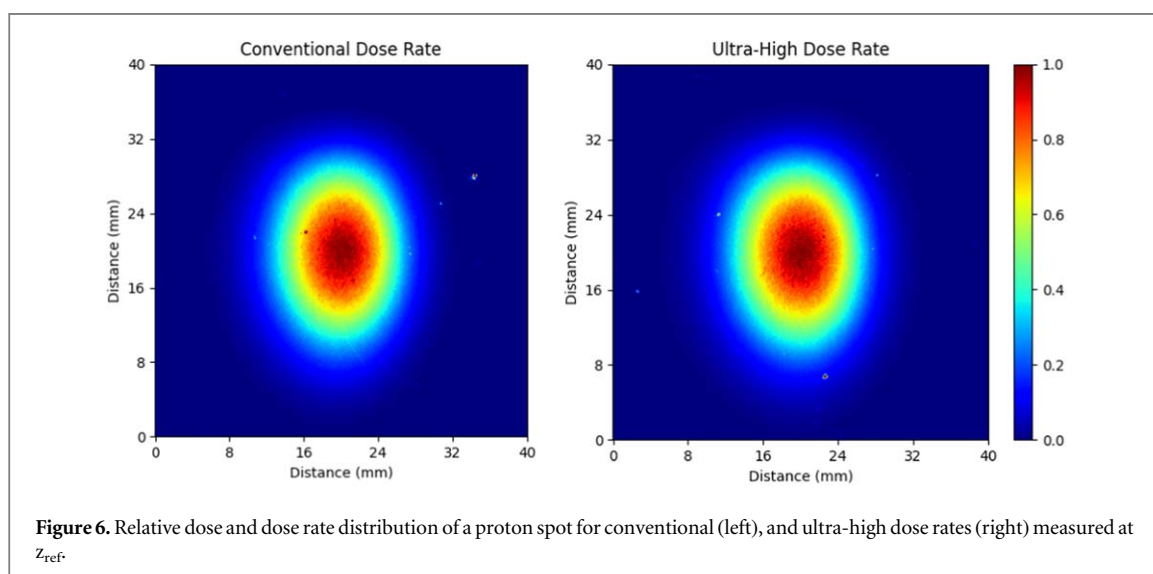 Conventional Dose Rate
40
32
24
16
8
0
Distance (mm)
0 8 16 24 32 40
Distance (mm)
Ultra-High Dose Rate
40
32
24
16
8
0
Distance (mm)
0 8 16 24 32 40
Distance (mm)
1.0
0.8
0.6
0.4
0.2
0.0
Figure 6. Relative dose and dose rate distribution of a proton spot for conventional (left), and ultra-high dose rates (right) measured at
zref.